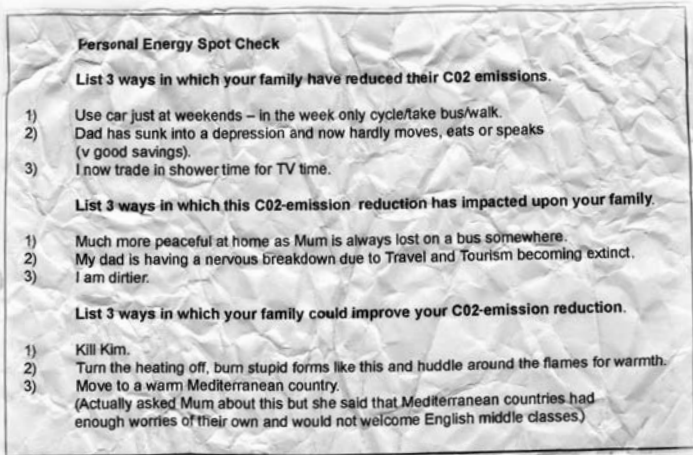 Personal Energy Spot Check
List 3 ways in which your family have reduced their C02 emissions.
1) Use car just at weekends – in the week only cycle/take bus/walk.
2) Dad has sunk into a depression and now hardly moves, eats or speaks
(v good savings).
3) I now trade in shower time for TV time.
List 3 ways in which this C02-emission reduction has impacted upon your family.
1) Much more peaceful at home as Mum is always lost on a bus somewhere.
2) My dad is having a nervous breakdown due to Travel and Tourism becoming extinct.
3) I am dirtier.
List 3 ways in which your family could improve your C02-emission reduction.
1) Kill Kim.
2) Turn the heating off, burn stupid forms like this and huddle around the flames for warmth.
3) Move to a warm Mediterranean country.
(Actually asked Mum about this but she said that Mediterranean countries had
enough worries of their own and would not welcome English middle classes.)